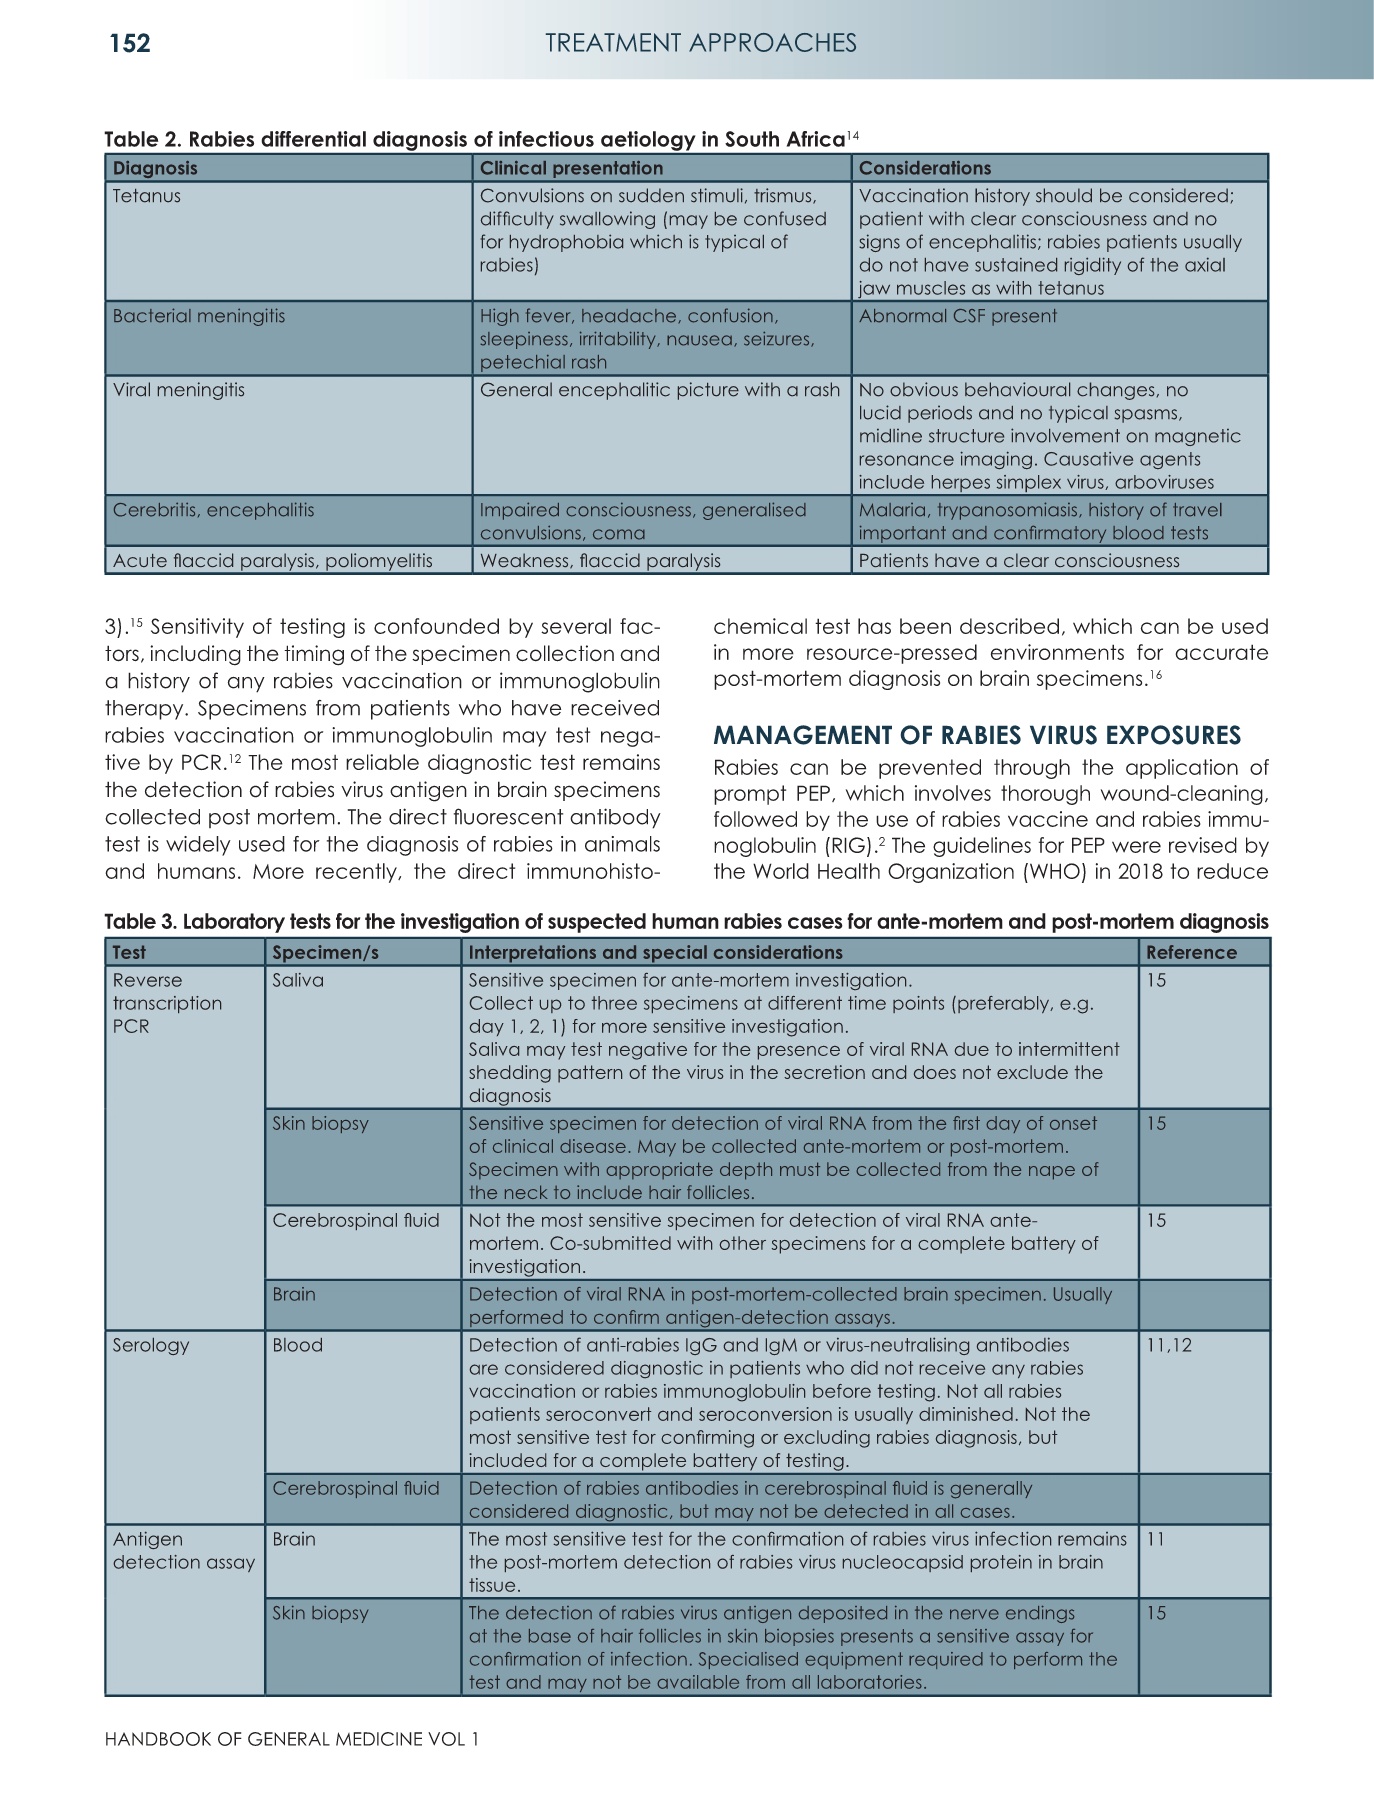 152
TREATMENT APPROACHES
Table 2. Rabies differential diagnosis of infectious aetiology in South Africa14
Diagnosis
Clinical presentation
Considerations
Tetanus
Convulsions on sudden stimuli, trismus,
difficulty swallowing (may be confused
for hydrophobia which is typical of
rabies)
Vaccination history should be considered;
patient with clear consciousness and no
signs of encephalitis; rabies patients usually
do not have sustained rigidity of the axial
jaw muscles as with tetanus
Bacterial meningitis
High fever, headache, confusion,
sleepiness, irritability, nausea, seizures,
petechial rash
Abnormal CSF present
Viral meningitis
General encephalitic picture with a rash
No obvious behavioural changes, no
lucid periods and no typical spasms,
midline structure involvement on magnetic
resonance imaging. Causative agents
include herpes simplex virus, arboviruses
Cerebritis, encephalitis
Impaired consciousness, generalised
convulsions, coma
Malaria, trypanosomiasis, history of travel
important and confirmatory blood tests
Acute flaccid paralysis, poliomyelitis
Weakness, flaccid paralysis
Patients have a clear consciousness
3).15 Sensitivity of testing is confounded by several fac-
tors, including the timing of the specimen collection and
a history of any rabies vaccination or immunoglobulin
therapy. Specimens from patients who have received
rabies vaccination or immunoglobulin may test nega-
tive by PCR.12 The most reliable diagnostic test remains
the detection of rabies virus antigen in brain specimens
collected post mortem. The direct fluorescent antibody
test is widely used for the diagnosis of rabies in animals
and humans. More recently, the direct immunohisto-
chemical test has been described, which can be used
in more resource-pressed environments for accurate
post-mortem diagnosis on brain specimens.16
MANAGEMENT OF RABIES VIRUS EXPOSURES
Rabies can be prevented through the application of
prompt PEP, which involves thorough wound-cleaning,
followed by the use of rabies vaccine and rabies immu-
noglobulin (RIG).2 The guidelines for PEP were revised by
the World Health Organization (WHO) in 2018 to reduce
Table 3. Laboratory tests for the investigation of suspected human rabies cases for ante-mortem and post-mortem diagnosis
Test
Specimen/s
Interpretations and special considerations
Reference
Reverse
transcription
PCR
Saliva
Sensitive specimen for ante-mortem investigation.
Collect up to three specimens at different time points (preferably, e.g.
day 1, 2, 1) for more sensitive investigation.
Saliva may test negative for the presence of viral RNA due to intermittent
shedding pattern of the virus in the secretion and does not exclude the
diagnosis
15
Skin biopsy
Sensitive specimen for detection of viral RNA from the first day of onset
of clinical disease. May be collected ante-mortem or post-mortem.
Specimen with appropriate depth must be collected from the nape of
the neck to include hair follicles.
15
Cerebrospinal fluid
Not the most sensitive specimen for detection of viral RNA ante-
mortem. Co-submitted with other specimens for a complete battery of
investigation.
15
Brain
Detection of viral RNA in post-mortem-collected brain specimen. Usually
performed to confirm antigen-detection assays.
Serology
Blood
Detection of anti-rabies IgG and IgM or virus-neutralising antibodies
are considered diagnostic in patients who did not receive any rabies
vaccination or rabies immunoglobulin before testing. Not all rabies
patients seroconvert and seroconversion is usually diminished. Not the
most sensitive test for confirming or excluding rabies diagnosis, but
included for a complete battery of testing.
11,12
Cerebrospinal fluid
Detection of rabies antibodies in cerebrospinal fluid is generally
considered diagnostic, but may not be detected in all cases.
Antigen
detection assay
Brain
The most sensitive test for the confirmation of rabies virus infection remains
the post-mortem detection of rabies virus nucleocapsid protein in brain
tissue.
11
Skin biopsy
The detection of rabies virus antigen deposited in the nerve endings
at the base of hair follicles in skin biopsies presents a sensitive assay for
confirmation of infection. Specialised equipment required to perform the
test and may not be available from all laboratories.
15
HANDBOOK OF GENERAL MEDICINE VOL 1